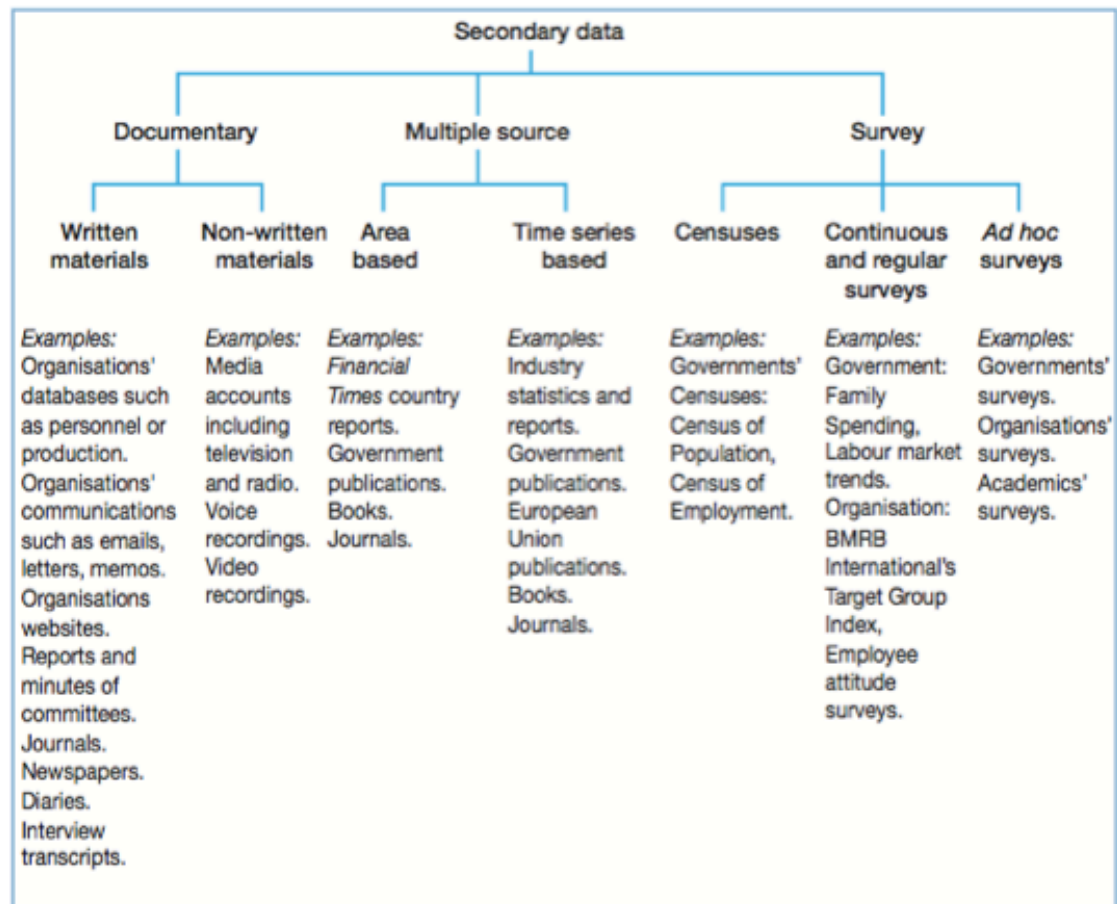 Secondary data
Documentary
Multiple source
Survey
Written
materials
Non-written
materials
Area
based
Time series
based
Censuses
Continuous
and regular
surveys
Ad hoc
surveys
Examples:
Organisations'
databases such
as personnel or
production.
Organisations'
communications
such as emails,
letters, memos.
Organisations
websites.
Reports and
minutes of
committees.
Journals.
Newspapers.
Diaries.
Interview
transcripts.
Examples:
Media
accounts
including
television
and radio.
Voice
recordings.
Video
recordings.
Examples:
Financial
Times country
reports.
Government
publications.
Books.
Journals.
Examples:
Industry
statistics and
reports.
Government
publications.
European
Union
publications.
Books.
Journals.
Examples:
Governments'
Censuses:
Census of
Population,
Census of
Employment.
Examples:
Government:
Family
Spending,
Labour market
trends.
Organisation:
BMRB
International's
Target Group
Index,
Employee
attitude
surveys.
Examples:
Governments'
surveys.
Organisations'
surveys.
Academics'
surveys.